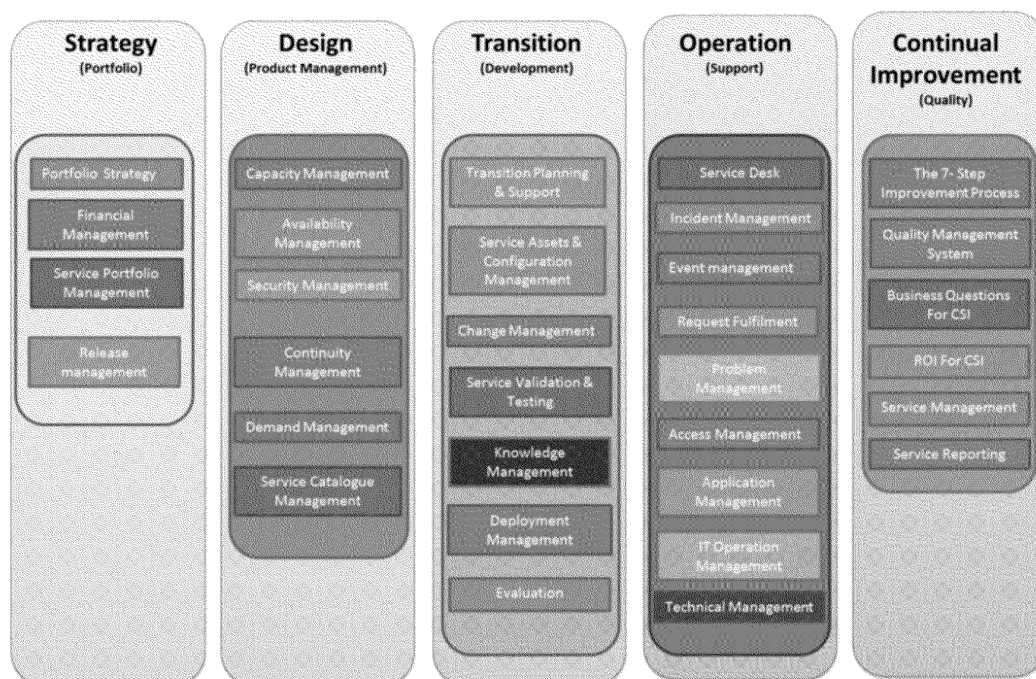 Strategy
(Portfolio)
Portfolio Strategy
Financial
Management
Service Portfolio
Management
Release
management
Design
(Product Management)
Capacity Management
Availability
Management
Security Management
Continuity
Management
Demand Management
Service Catalogue
Management
Transition
(Development)
Transition Planning
& Support
Service Assets &
Configuration
Management
Change Management
Service Validation &
Testing
Knowledge
Management
Deployment
Management
Evaluation
Operation
(Support)
Service Desk
Incident Management
Event management
Request Fulfilment
Problem
Management
Access Management
Application
Management
IT Operation
Management
Technical Management
Continual
Improvement
(Quality)
The 7- Step
Improvement Process
Quality Management
System
Business Questions
For CSI
ROI For CSI
Service Management
Service Reporting